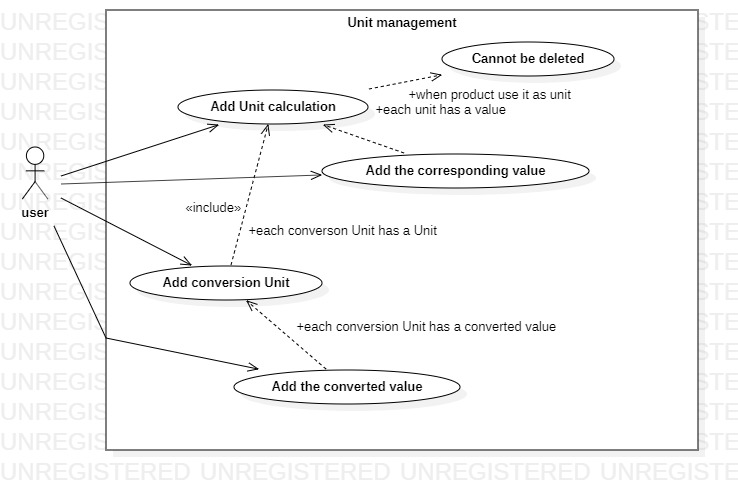 Unit management
Cannot be deleted
+when product use it as unit
Add Unit calculation
+each unit has a value
Add the corresponding value
user
«include»
+each converson Unit has a Unit
Add conversion Unit
+each conversion Unit has a converted value
Add the converted value
UNREGISTERED UNREGISTERED UNREGISTERED UNREGISTE